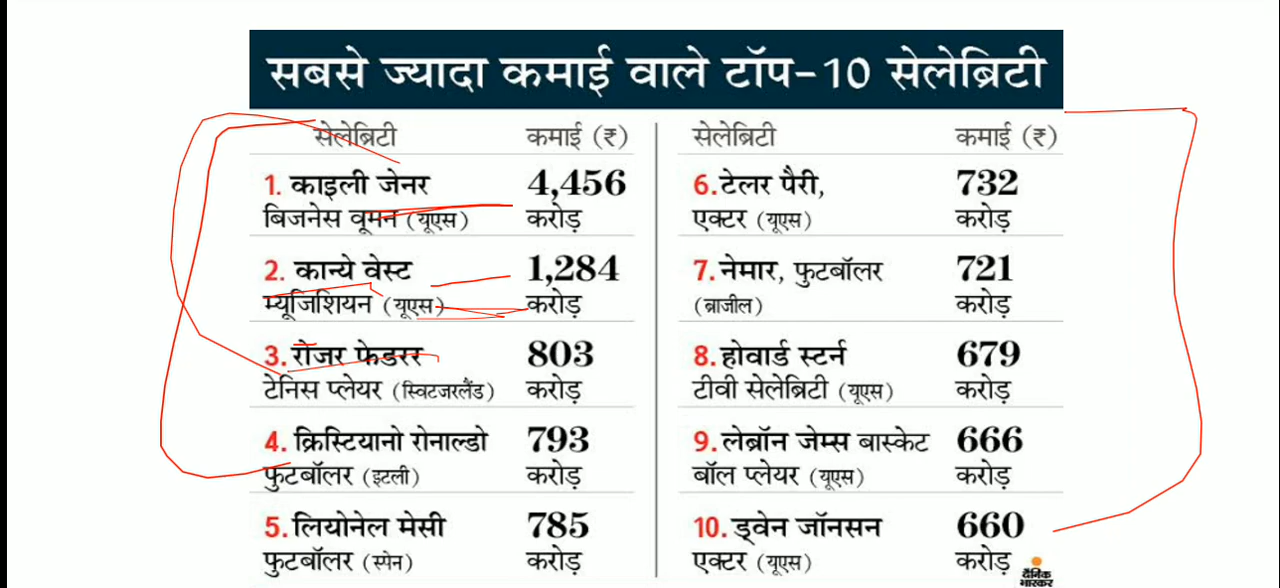 सबसे ज्यादा कमाई वाले टॉप-10 सेलेब्रिटी
सेलेब्रिटी कमाई (₹)
1. काइली जेनर 4,456
बिजनेस वूमन (यूएस) करोड़
2. कान्ये वेस्ट 1,284
म्यूजिशियन (यूएस) करोड़
3. रोजर फेडरर 803
टेनिस प्लेयर (स्विटजरलैंड) करोड़
4. क्रिस्टियानो रोनाल्डो 793
फुटबॉलर (इटली) करोड़
5. लियोनेल मेसी 785
फुटबॉलर (स्पेन) करोड़
सेलेब्रिटी कमाई (₹)
6. टेलर पैरी, 732
एक्टर (यूएस) करोड़
7. नेमार, फुटबॉलर 721
(ब्राजील) करोड़
8. होवार्ड स्टर्न 679
टीवी सेलेब्रिटी (यूएस) करोड़
9. लेब्रॉन जेम्स बास्केट 666
बॉल प्लेयर (यूएस) करोड़
10. ड्वेन जॉनसन 660
एक्टर (यूएस) करोड़
दैनिक
भास्कर